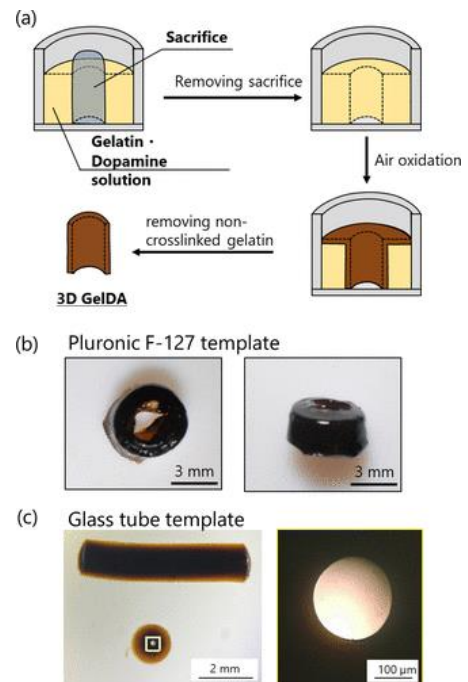 (a)
Sacrifice
Removing sacrifice
Gelatin・
Dopamine
solution
Air oxidation
removing non-
crosslinked gelatin
3D GelDA
(b) Pluronic F-127 template
3 mm
3 mm
(c) Glass tube template
2 mm
100 μm